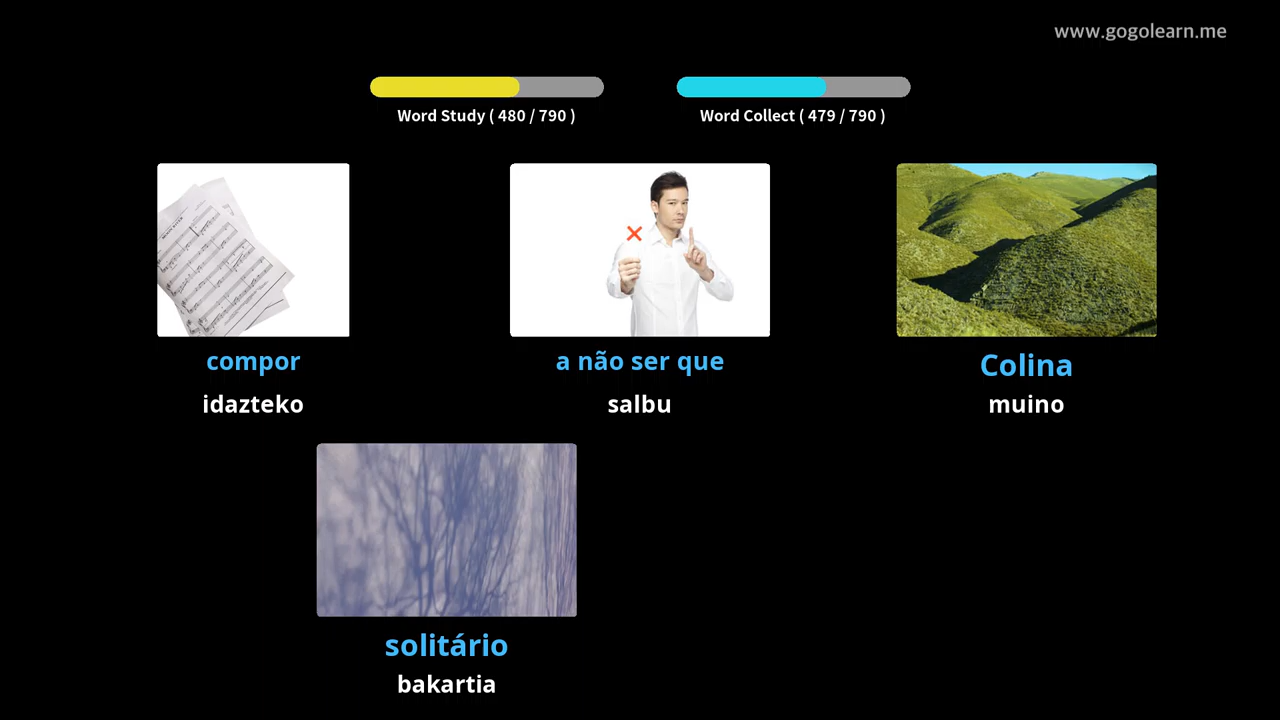 www.gogolearn.me
Word Study ( 480 / 790 )
Word Collect ( 479 / 790 )
compor
idazteko
a não ser que
salbu
Colina
muino
solitário
bakartia